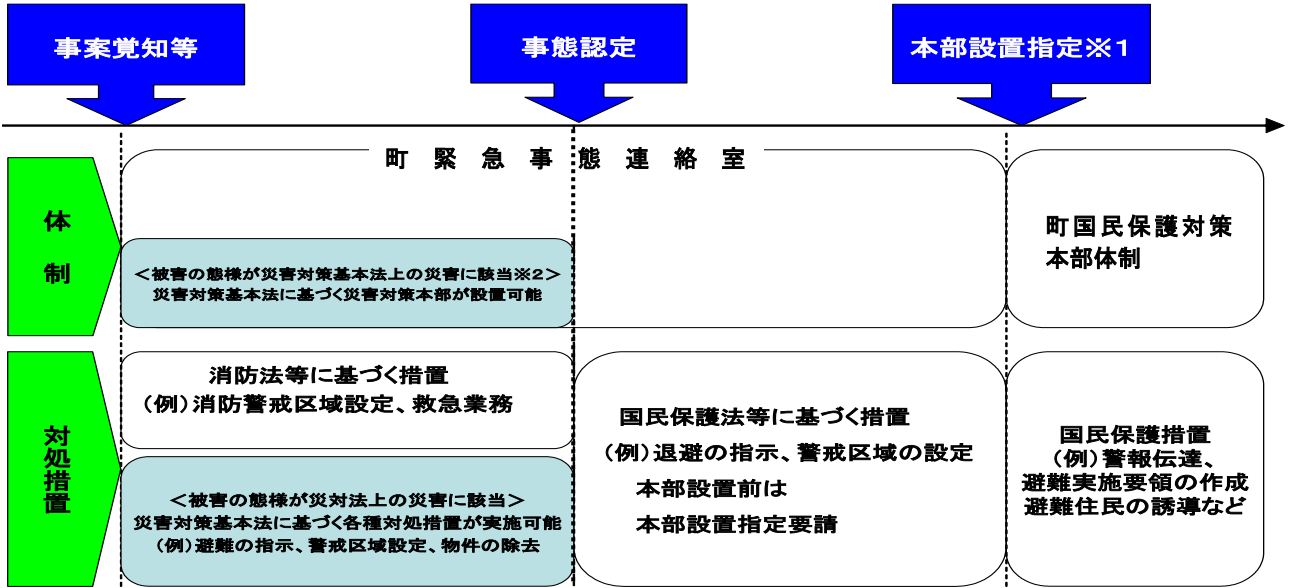 事案覚知等
事態認定
本部設置指定※1
体制
町緊急事態連絡室
＜被害の態様が災害対策基本法上の災害に該当※2＞
災害対策基本法に基づく災害対策本部が設置可能
町国民保護対策
本部体制
対処措置
消防法等に基づく措置
（例）消防警戒区域設定、救急業務
＜被害の態様が災対法上の災害に該当＞
災害対策基本法に基づく各種対処措置が実施可能
（例）避難の指示、警戒区域設定、物件の除去
国民保護法等に基づく措置
（例）退避の指示、警戒区域の設定
本部設置前は
本部設置指定要請
国民保護措置
（例）警報伝達、
避難実施要領の作成
避難住民の誘導など